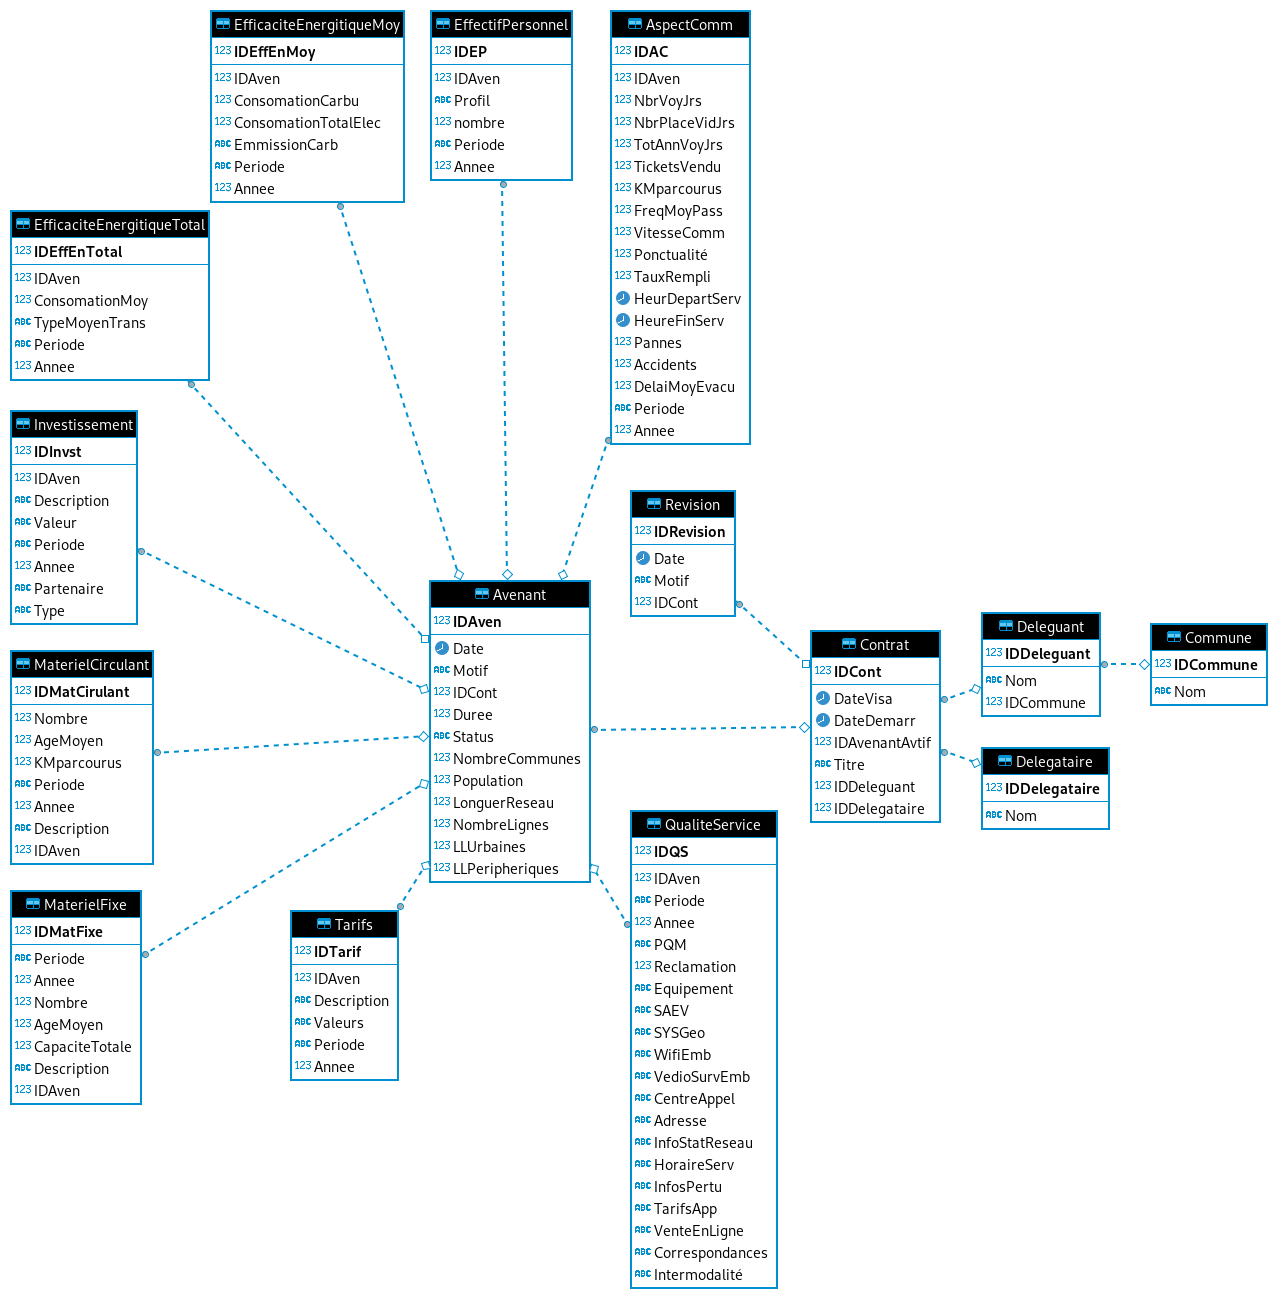 EfficaciteEnergitiqueMoy
123 IDEffEnMoy
123 IDAven
123 ConsomationCarbu
123 ConsomationTotalElec
ABC EmmissionCarb
ABC Periode
123 Annee
EffectifPersonnel
123 IDEP
123 IDAven
ABC Profil
123 nombre
ABC Periode
123 Annee
AspectComm
123 IDAC
123 IDAven
123 NbrVoyJrs
123 NbrPlaceVidJrs
123 TotAnnVoyJrs
123 TicketsVendu
123 KMparcourus
123 FreqMoyPass
123 VitesseComm
123 Ponctualité
123 TauxRempli
HeurDepartServ
HeureFinServ
123 Pannes
123 Accidents
123 DelaiMoyEvacu
ABC Periode
123 Annee
EfficaciteEnergitiqueTotal
123 IDEffEnTotal
123 IDAven
123 ConsomationMoy
ABC TypeMoyenTrans
ABC Periode
123 Annee
Investissement
123 IDInvst
123 IDAven
ABC Description
ABC Valeur
ABC Periode
123 Annee
ABC Partenaire
ABC Type
MaterielCirculant
123 IDMatCirulant
123 Nombre
123 AgeMoyen
123 KMparcourus
ABC Periode
123 Annee
ABC Description
123 IDAven
MaterielFixe
123 IDMatFixe
ABC Periode
123 Annee
123 Nombre
123 AgeMoyen
123 CapaciteTotale
ABC Description
123 IDAven
Tarifs
123 IDTarif
123 IDAven
ABC Description
ABC Valeurs
ABC Periode
123 Annee
Avenant
123 IDAven
Date
ABC Motif
123 IDCont
123 Duree
ABC Status
123 NombreCommunes
123 Population
123 LonguerReseau
123 NombreLignes
123 LLUrbaines
123 LLPeripheriques
Revision
123 IDRevision
Date
ABC Motif
123 IDCont
Contrat
123 IDCont
DateVisa
DateDemarr
123 IDAvenantAvtif
ABC Titre
123 IDDeleguant
123 IDDelegataire
Deleguant
123 IDDeleguant
ABC Nom
123 IDCommune
Commune
123 IDCommune
ABC Nom
Delegataire
123 IDDelegataire
ABC Nom
QualiteService
123 IDQS
123 IDAven
ABC Periode
123 Annee
ABC PQM
123 Reclamation
ABC Equipement
ABC SAEV
ABC SYSGeo
ABC WifiEmb
ABC VedioSurvEmb
ABC CentreAppel
ABC Adresse
ABC InfoStatReseau
ABC HoraireServ
ABC InfosPertu
ABC TarifsApp
ABC VenteEnLigne
ABC Correspondances
ABC Intermodalité